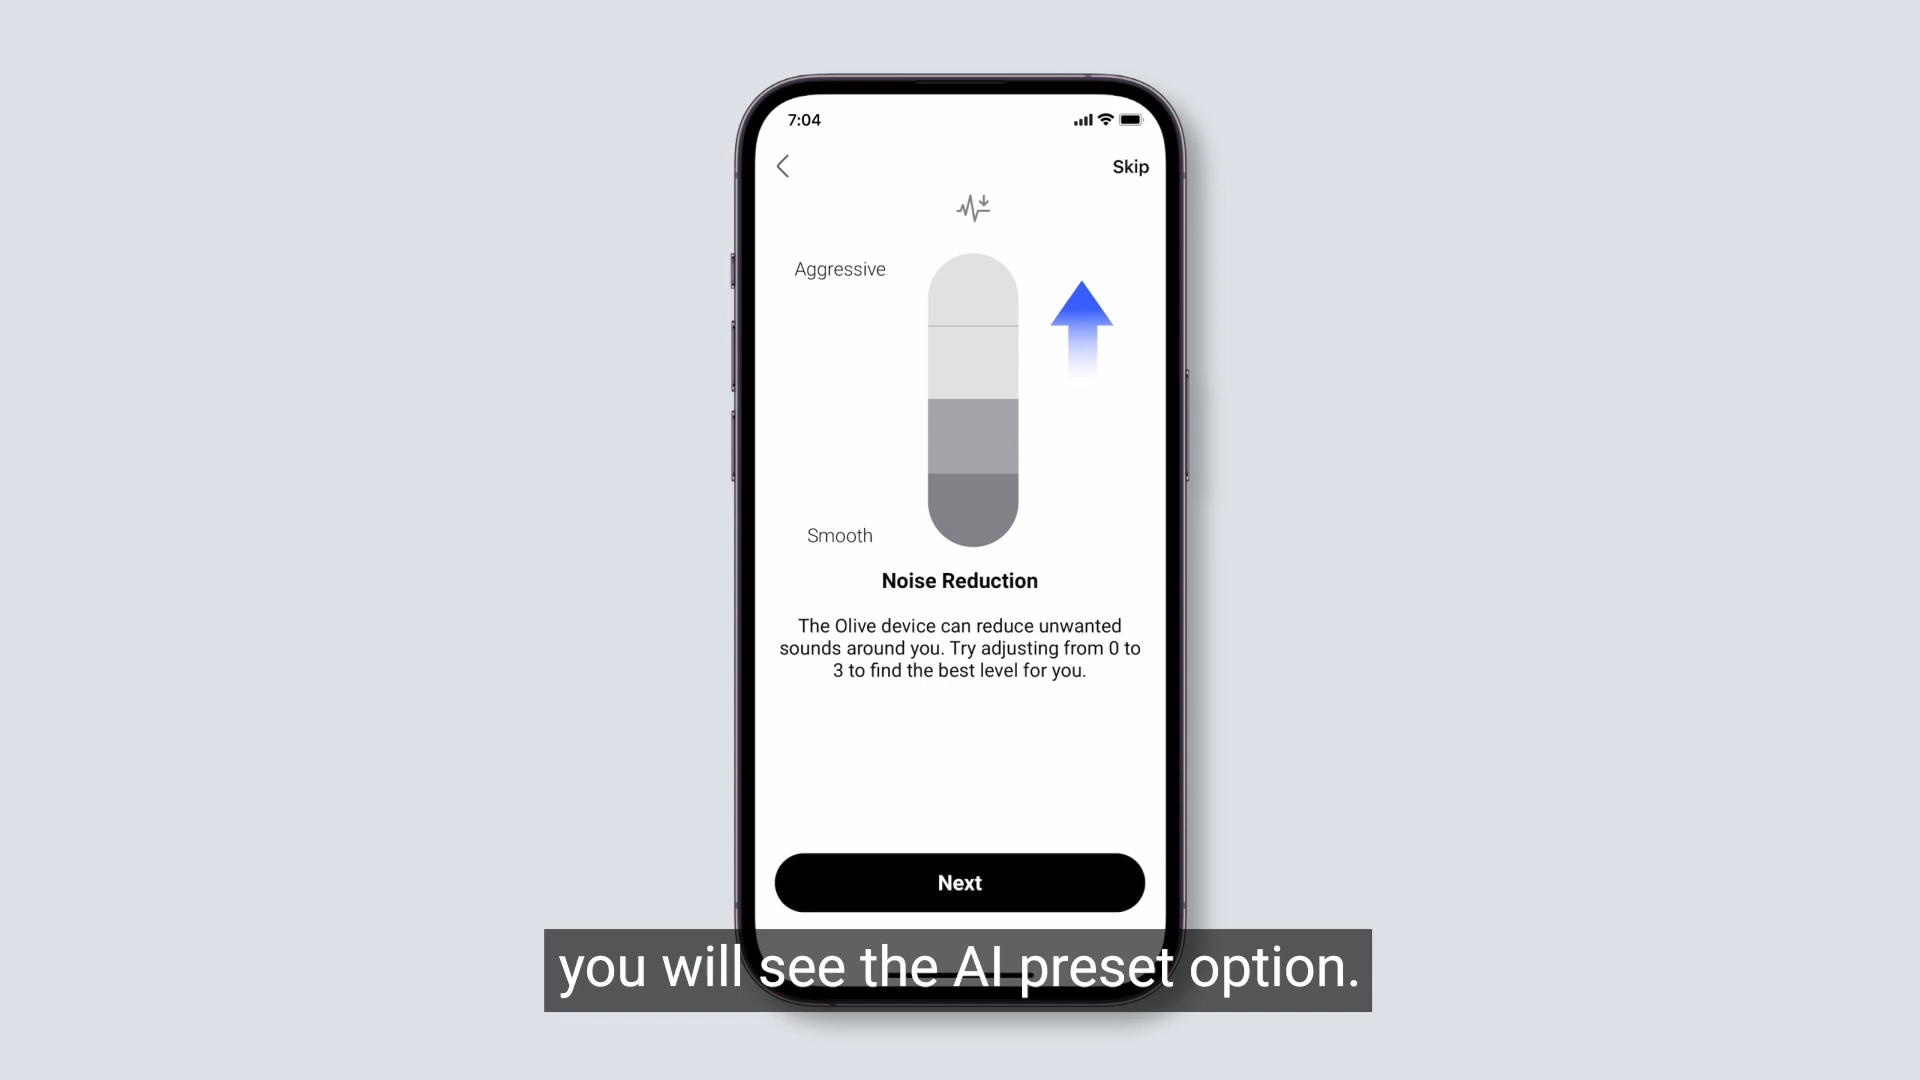 7:04
Skip
Aggressive
Smooth
Noise Reduction
The Olive device can reduce unwanted
sounds around you. Try adjusting from 0 to
3 to find the best level for you.
Next
you will see the AI preset option.